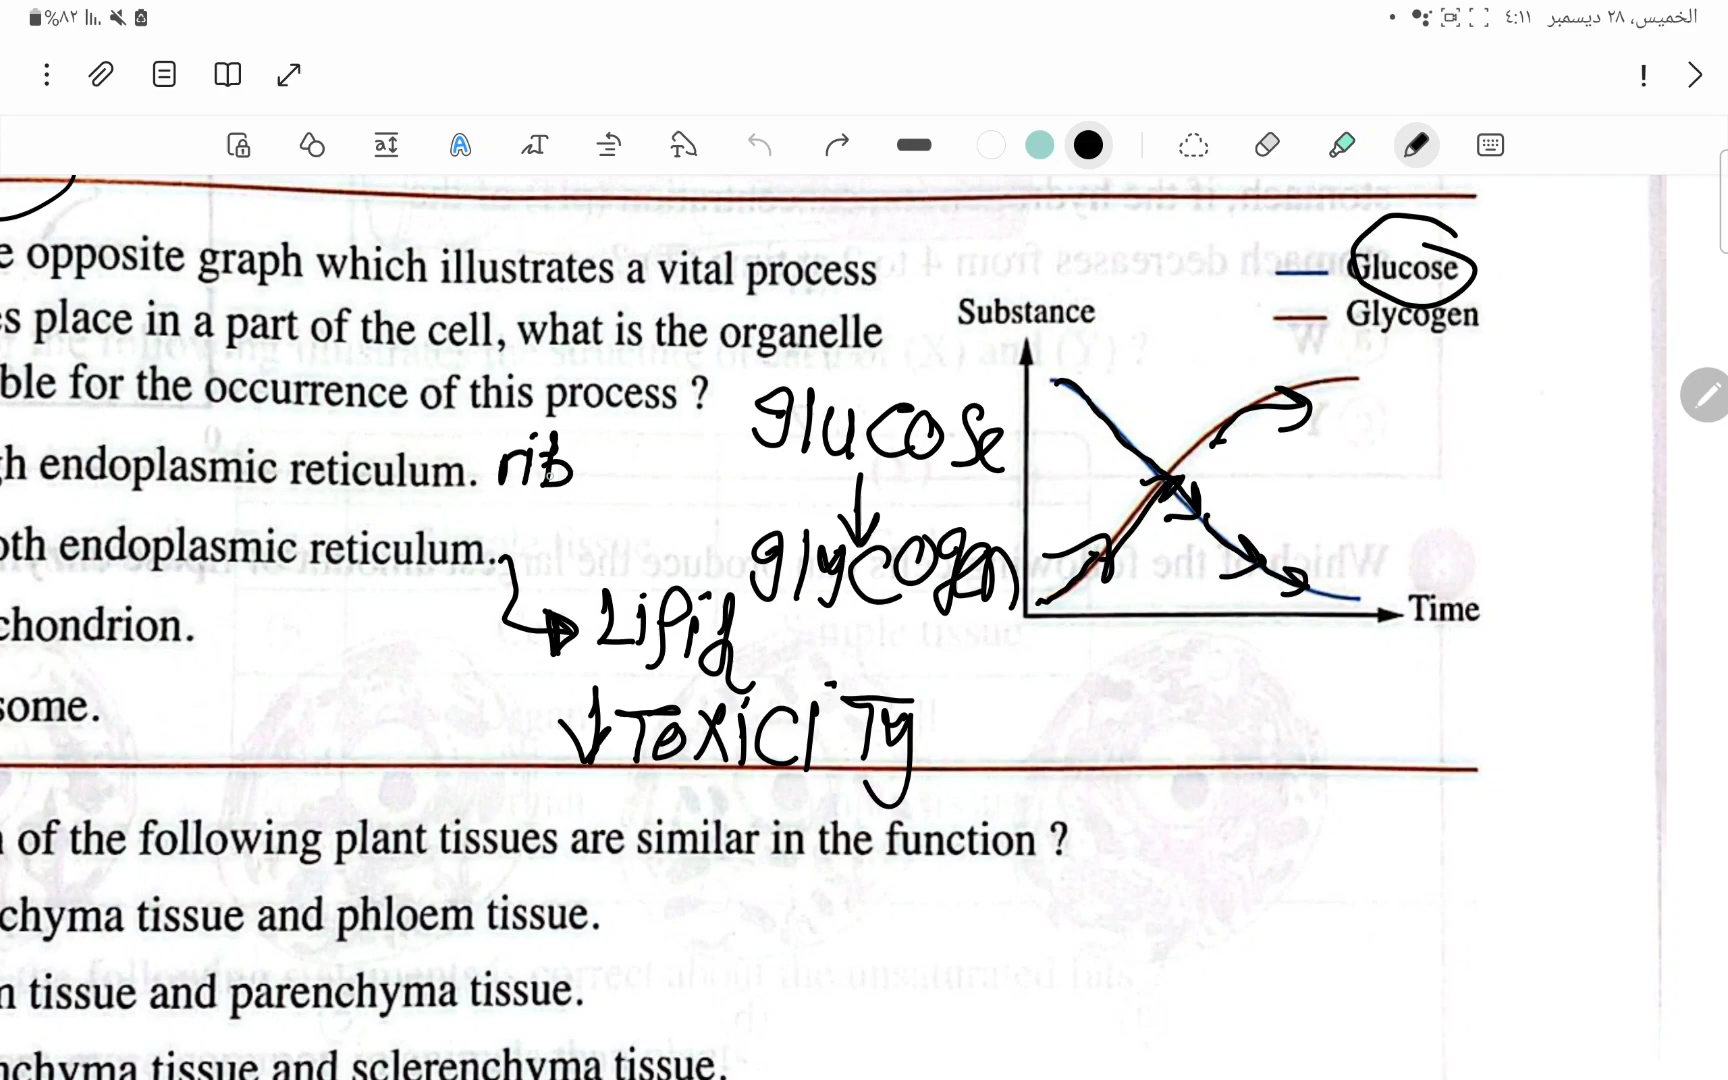 %٨٢
الخميس، ٢٨ ديسمبر ٤:١١
e opposite graph which illustrates a vital process
s place in a part of the cell, what is the organelle
ble for the occurrence of this process ?
h endoplasmic reticulum. rib
oth endoplasmic reticulum.
chondrion.
some.
Glucose
Glycogen
Substance
Time
glucose
glycogen
Lipid
Toxicity
of the following plant tissues are similar in the function ?
chyma tissue and phloem tissue.
n tissue and parenchyma tissue.
nchyma tissue and sclerenchyma tissue.